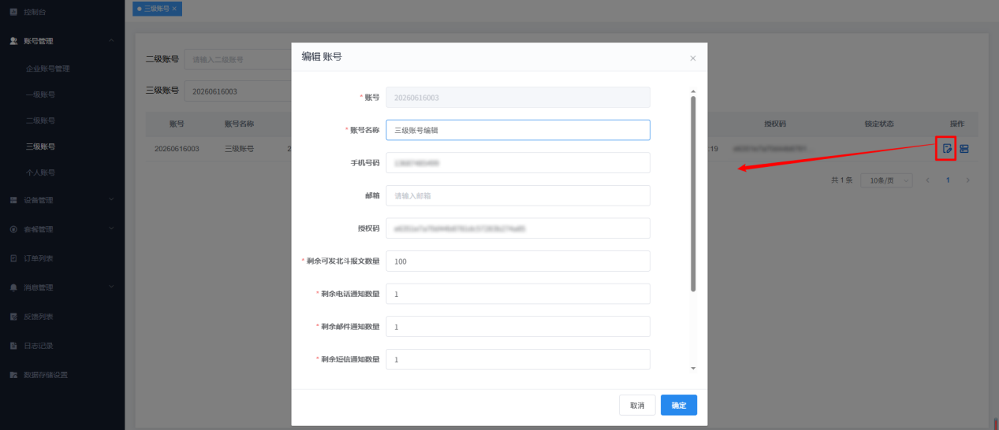 控制台
账号管理
企业账号管理
一级账号
二级账号
三级账号
个人账号
设备管理
套餐管理
订单列表
消息管理
反馈列表
日志记录
数据存储设置
三级账号 ×
二级账号 请输入二级账号
三级账号 20260616003
账号 账号名称 授权码 锁定状态 操作
20260616003 三级账号 2 :19
共 1 条 10条/页 < 1 >
编辑 账号 ×
* 账号 20260616003
* 账号名称 三级账号编辑
手机号码
邮箱 请输入邮箱
授权码
* 剩余可发北斗报文数量 100
* 剩余电话通知数量 1
* 剩余邮件通知数量 1
* 剩余短信通知数量 1
取消 确定